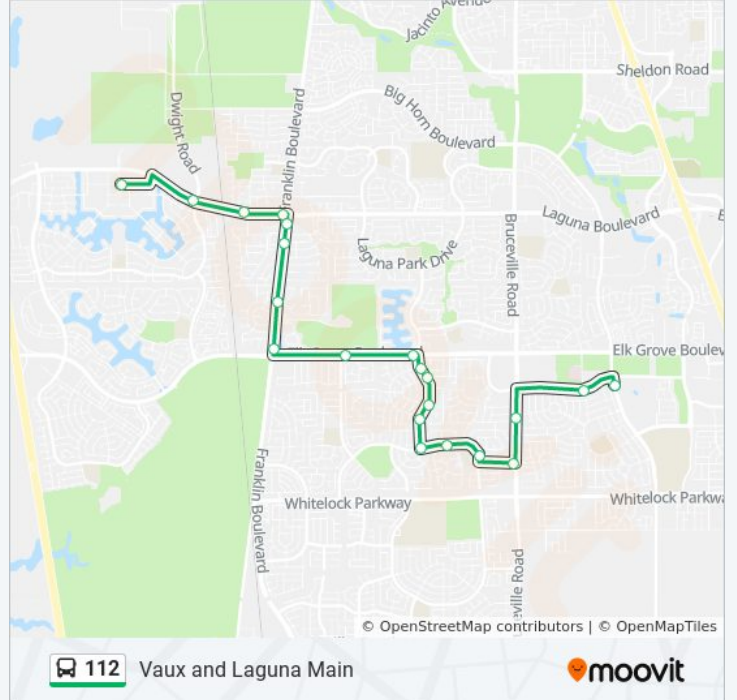 Jacinto Avenue
Sheldon Road
Big Horn Boulevard
Dwight Road
Franklin Boulevard
Laguna Boulevard
E
Laguna Park Drive
Bruceville Road
Elk Grove Boulev
Franklin Boulevard
Whitelock Parkway
Whitelock Parkwa
ville Road
© OpenStreetMap contributors | © OpenMapTiles
112 Vaux and Laguna Main
moovit